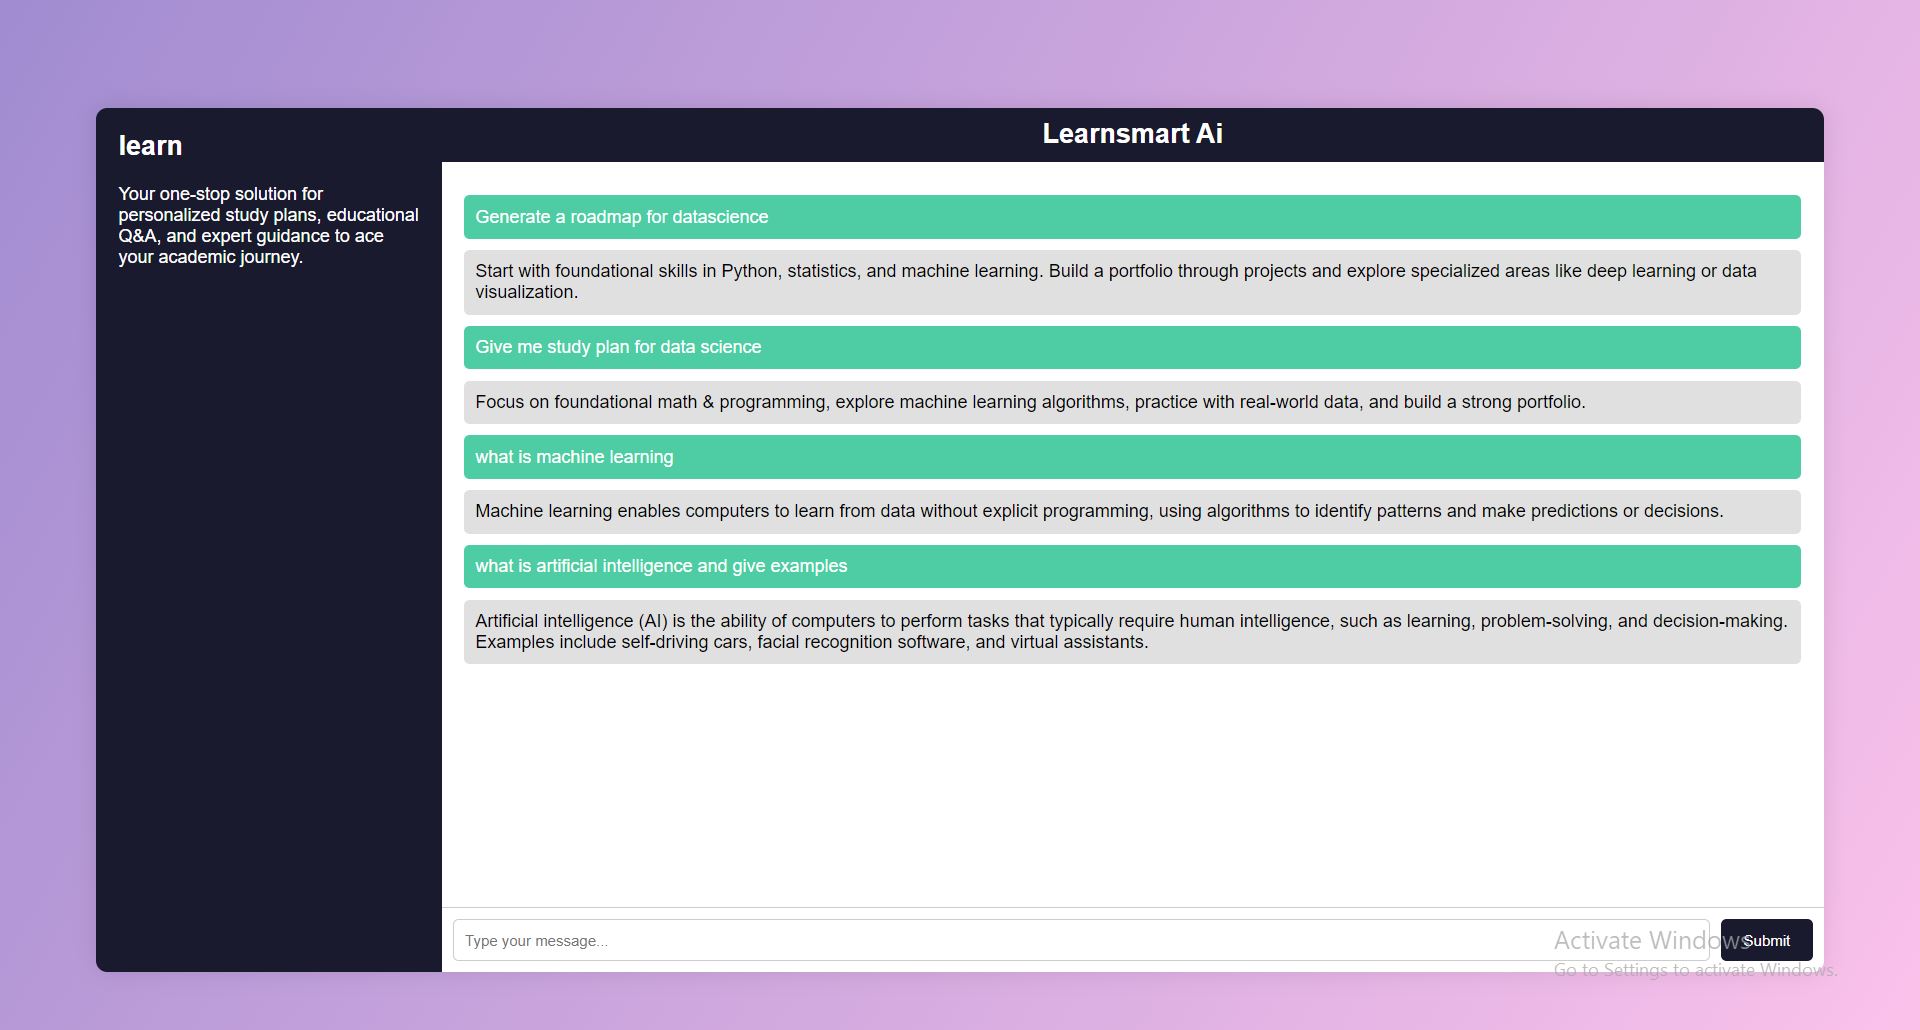 learn
Your one-stop solution for
personalized study plans, educational
Q&A, and expert guidance to ace
your academic journey.
Learnsmart Ai
Generate a roadmap for datascience
Start with foundational skills in Python, statistics, and machine learning. Build a portfolio through projects and explore specialized areas like deep learning or data
visualization.
Give me study plan for data science
Focus on foundational math & programming, explore machine learning algorithms, practice with real-world data, and build a strong portfolio.
what is machine learning
Machine learning enables computers to learn from data without explicit programming, using algorithms to identify patterns and make predictions or decisions.
what is artificial intelligence and give examples
Artificial intelligence (AI) is the ability of computers to perform tasks that typically require human intelligence, such as learning, problem-solving, and decision-making.
Examples include self-driving cars, facial recognition software, and virtual assistants.
Type your message...
Submit
Activate Windows
Go to Settings to activate Windows.